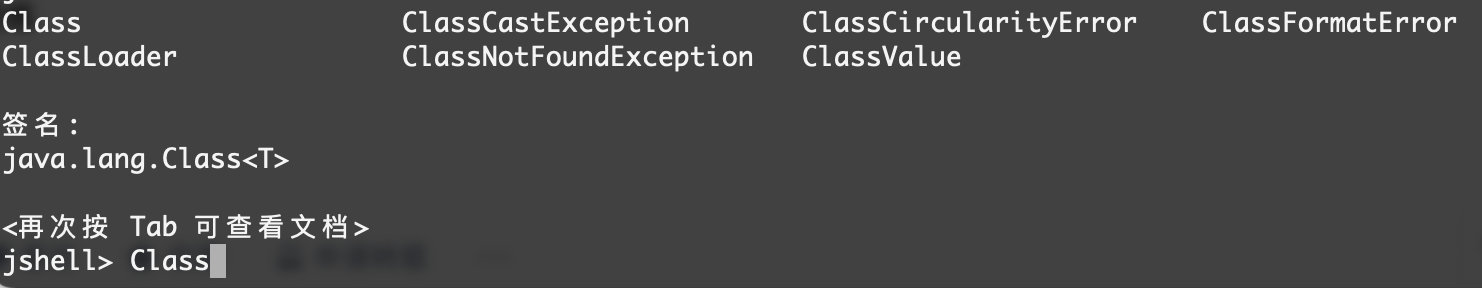 Class ClassCastException ClassCircularityError ClassFormatError
ClassLoader ClassNotFoundException ClassValue
签名:
java.lang.Class<T>
<再次按 Tab 可查看文档>
jshell> Class